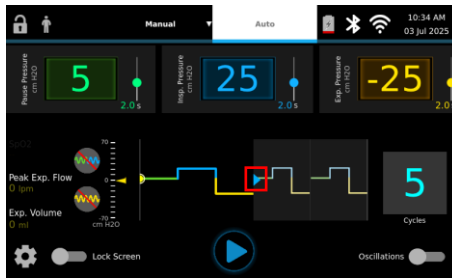 Manual
Auto
10:34 AM
03 Jul 2025
Pause Pressure
cm H2O
5
2.0 s
Insp. Pressure
cm H2O
25
2.0 s
Exp. Pressure
cm H2O
-25
2.0
SpO2
Peak Exp. Flow
0 lpm
Exp. Volume
0 ml
70
0
-70
cm H2O
5
Cycles
Lock Screen
Oscillations